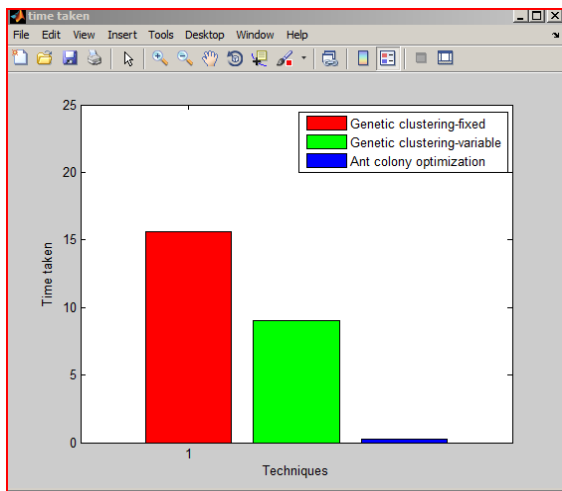 time taken
File Edit View Insert Tools Desktop Window Help
25
20
15
10
5
0
Time taken
Genetic clustering-fixed
Genetic clustering-variable
Ant colony optimization
1
Techniques